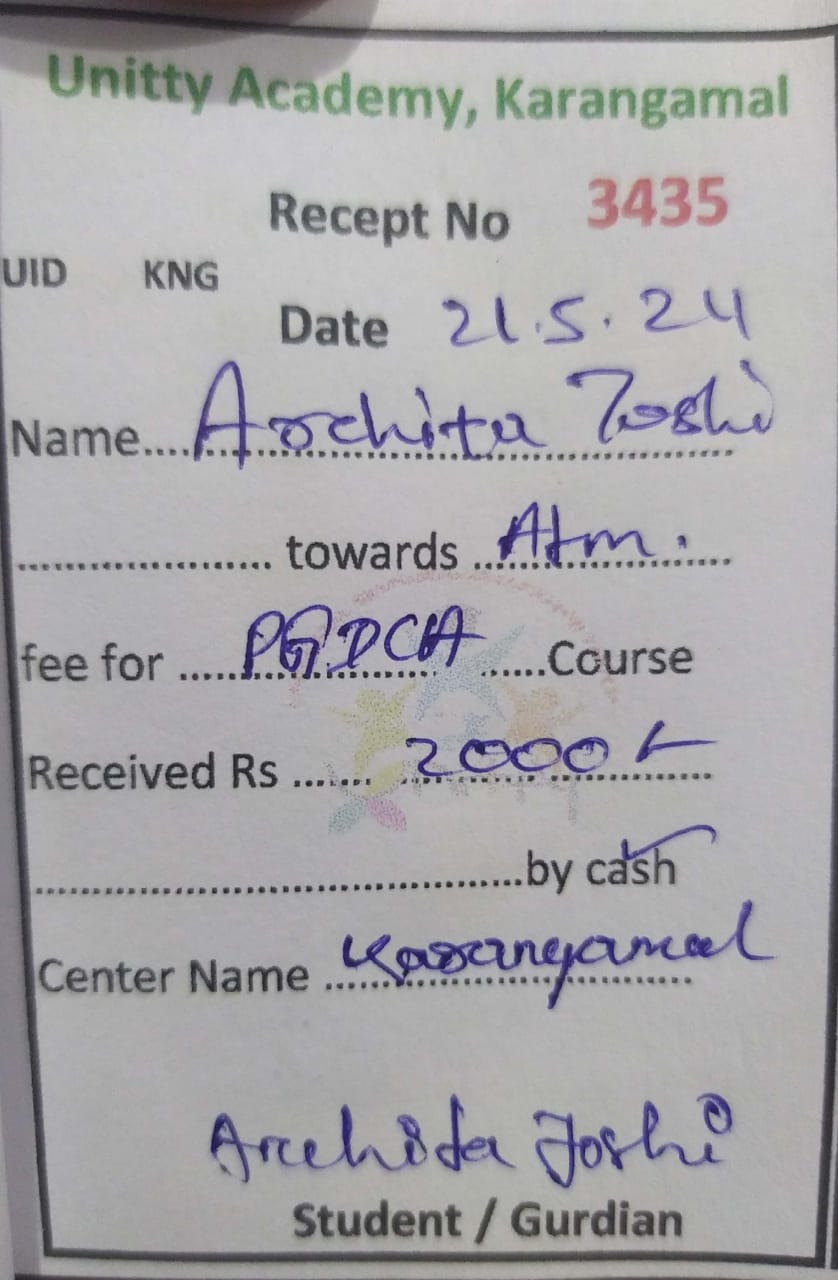 Unitty Academy, Karangamal
Recept No 3435
UID KNG
Date 21.5.24
Name....Archita Joshi
..................... towards ...Atm.
fee for .....PGDCA......Course
Received Rs ....... 2000/-
........................................by cash
Center Name ...Karangamal
Archita Joshi
Student / Gurdian